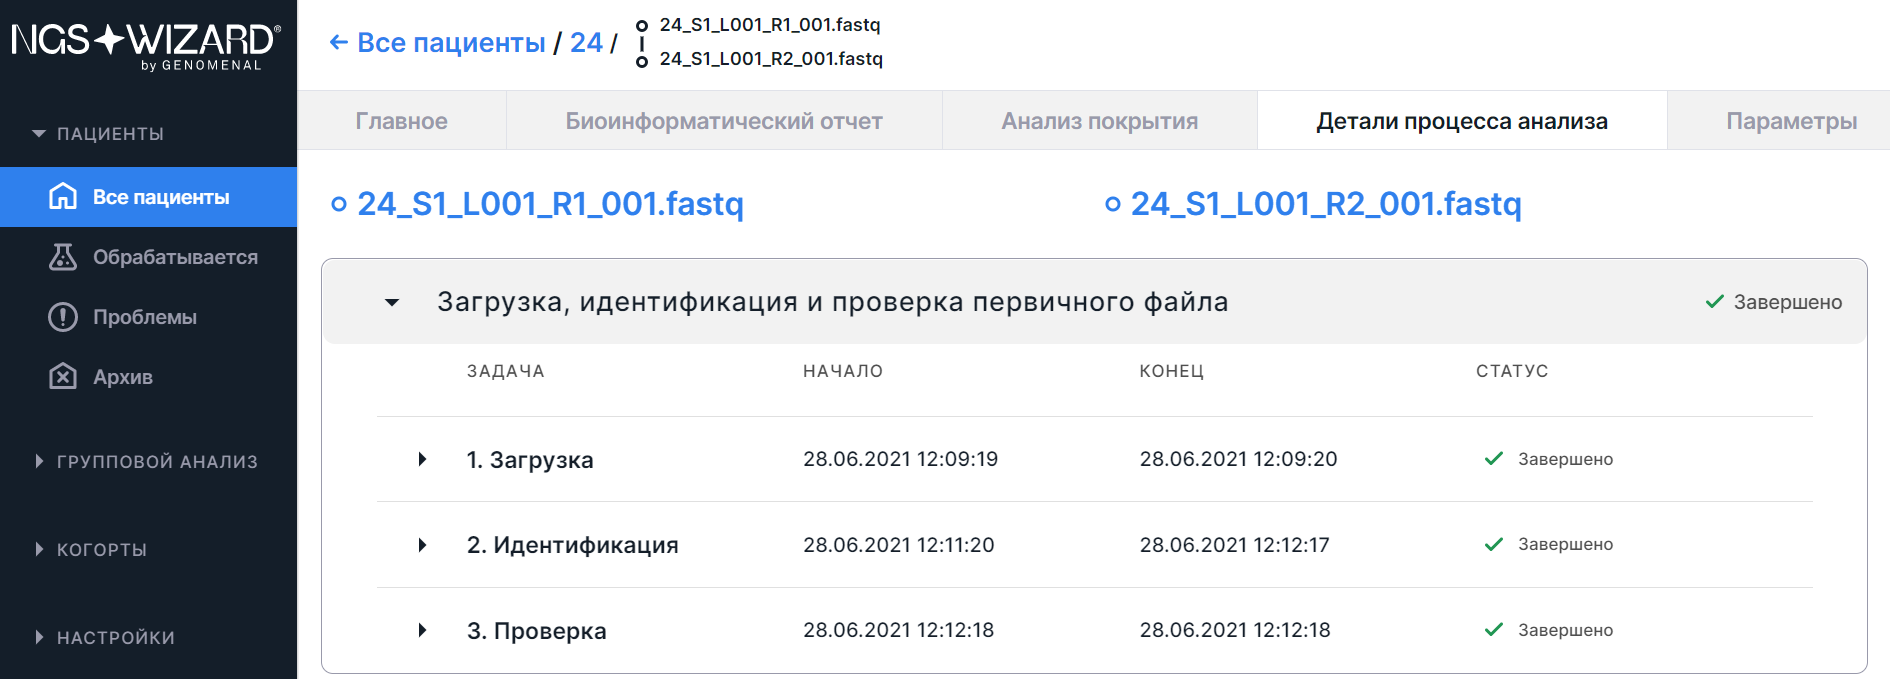 NGS WIZARD®
by GENOMENAL
ПАЦИЕНТЫ
Все пациенты
Обрабатывается
Проблемы
Архив
ГРУППОВОЙ АНАЛИЗ
КОГОРТЫ
НАСТРОЙКИ
← Все пациенты / 24 /
24_S1_L001_R1_001.fastq
24_S1_L001_R2_001.fastq
Главное Биоинформатический отчет Анализ покрытия Детали процесса анализа Параметры
24_S1_L001_R1_001.fastq 24_S1_L001_R2_001.fastq
Загрузка, идентификация и проверка первичного файла Завершено
ЗАДАЧА НАЧАЛО КОНЕЦ СТАТУС
1. Загрузка 28.06.2021 12:09:19 28.06.2021 12:09:20 Завершено
2. Идентификация 28.06.2021 12:11:20 28.06.2021 12:12:17 Завершено
3. Проверка 28.06.2021 12:12:18 28.06.2021 12:12:18 Завершено